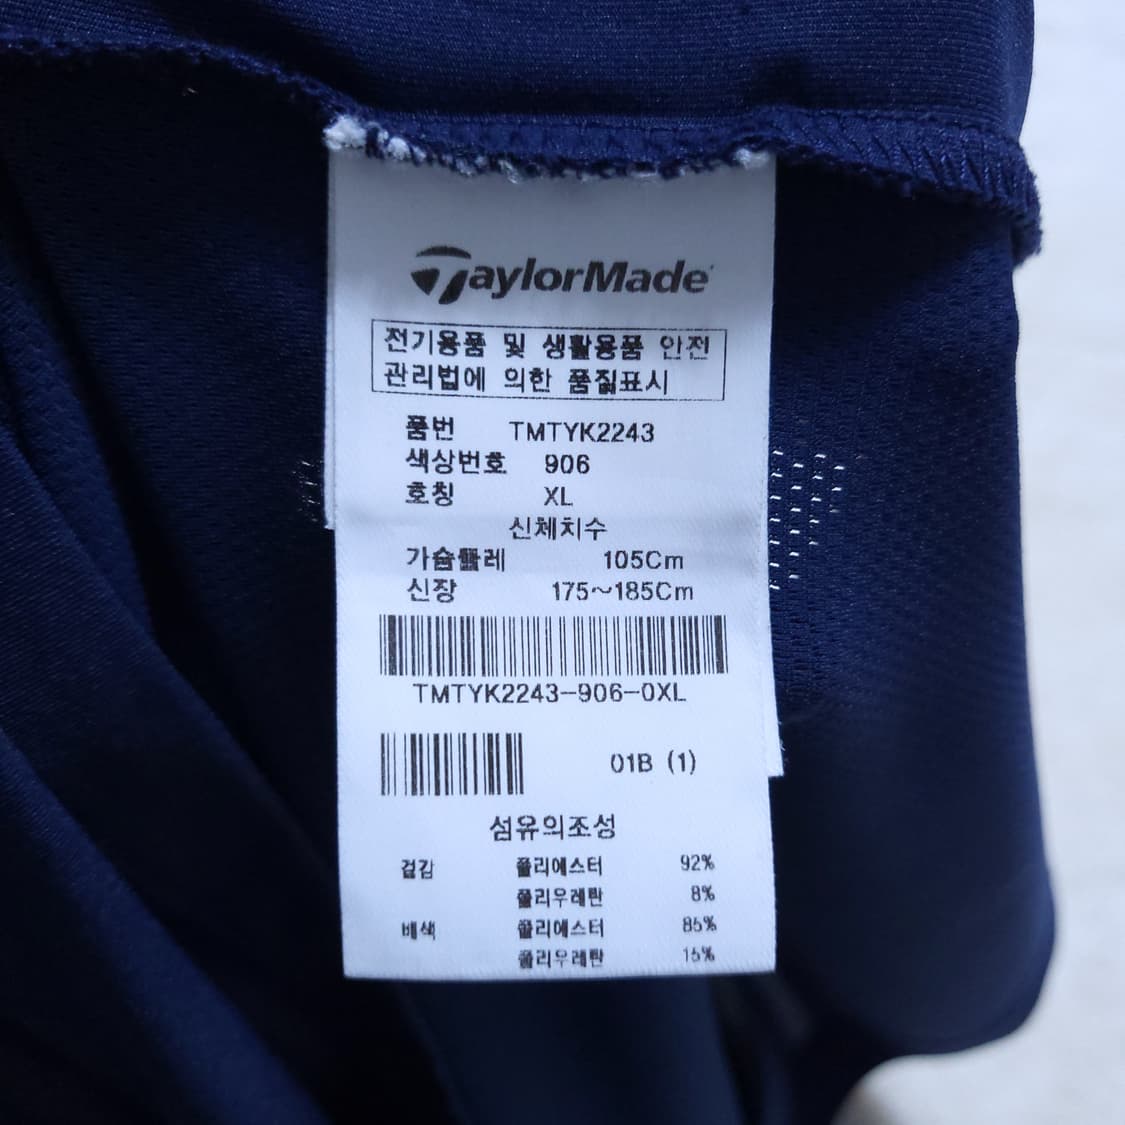 TaylorMade
전기용품 및 생활용품 안전
관리법에 의한 품질표시
품번 TMTYK2243
색상번호 906
호칭 XL
신체치수
가슴둘레 105Cm
신장 175~185Cm
TMTYK2243-906-0XL
01B (1)
섬유의조성
겉감 폴리에스터 92%
폴리우레탄 8%
배색 폴리에스터 85%
폴리우레탄 15%